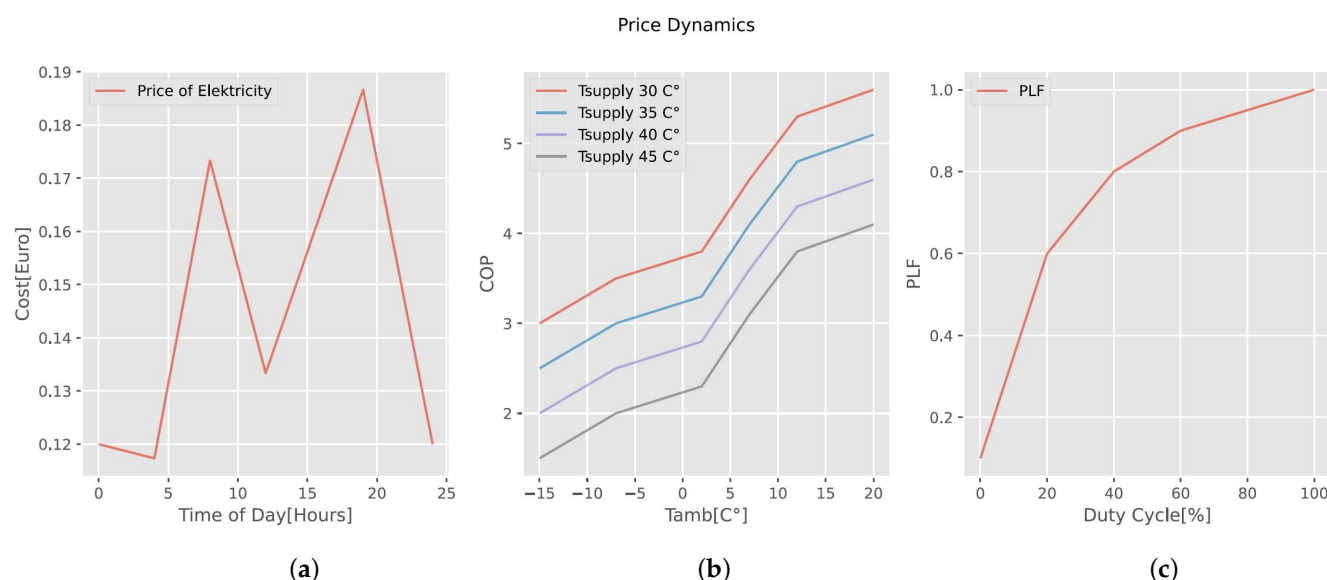 Price Dynamics
Price of Elektricity
0.19
0.18
0.17
0.16
0.15
0.14
0.13
0.12
Cost[Euro]
0 5 10 15 20 25
Time of Day[Hours]
(a)
Tsupply 30 C°
Tsupply 35 C°
Tsupply 40 C°
Tsupply 45 C°
5
4
3
2
COP
−15 −10 −5 0 5 10 15 20
Tamb[C°]
(b)
PLF
1.0
0.8
0.6
0.4
0.2
PLF
0 20 40 60 80 100
Duty Cycle[%]
(c)